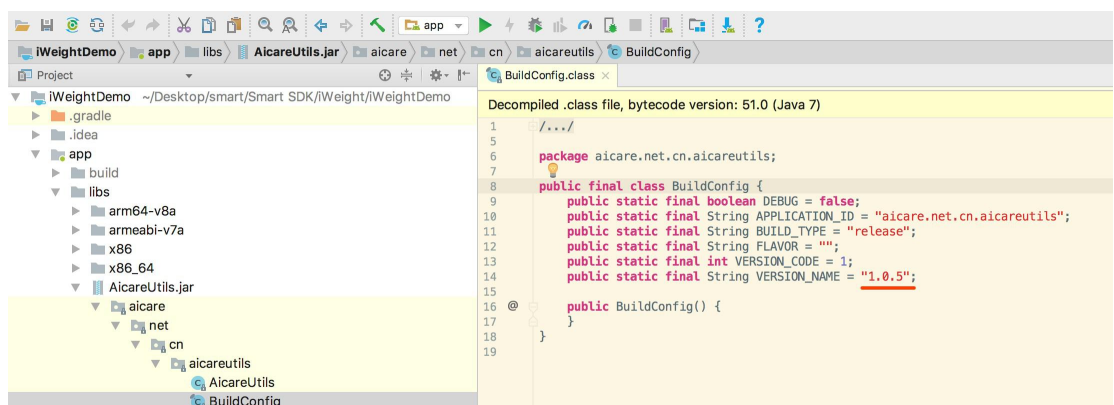 app
iWeightDemo app libs AicareUtils.jar aicare net cn aicareutils BuildConfig
Project
BuildConfig.class
iWeightDemo ~/Desktop/smart/Smart SDK/iWeight/iWeightDemo
.gradle
.idea
app
build
libs
arm64-v8a
armeabi-v7a
x86
x86_64
AicareUtils.jar
aicare
net
cn
aicareutils
AicareUtils
BuildConfig
Decompiled .class file, bytecode version: 51.0 (Java 7)
1 /.../
5
6 package aicare.net.cn.aicareutils;
7
8 public final class BuildConfig {
9 public static final boolean DEBUG = false;
10 public static final String APPLICATION_ID = "aicare.net.cn.aicareutils";
11 public static final String BUILD_TYPE = "release";
12 public static final String FLAVOR = "";
13 public static final int VERSION_CODE = 1;
14 public static final String VERSION_NAME = "1.0.5";
15
16 @ public BuildConfig() {
17 }
18 }
19